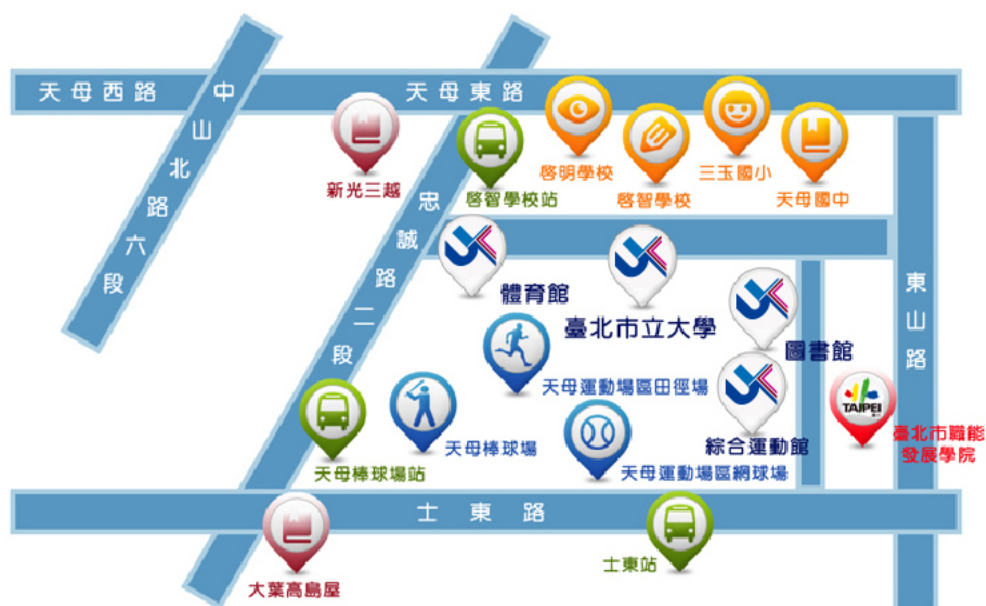 天母西路
中山北路六段
天母東路
新光三越
啓智學校站
啓明學校
啓智學校
三玉國小
天母國中
忠誠路二段
東山路
體育館
臺北市立大學
圖書館
天母運動場區田徑場
TAIPEI
臺北市職能
發展學院
天母棒球場站
天母棒球場
天母運動場區網球場
綜合運動館
士東路
大葉高島屋
士東站